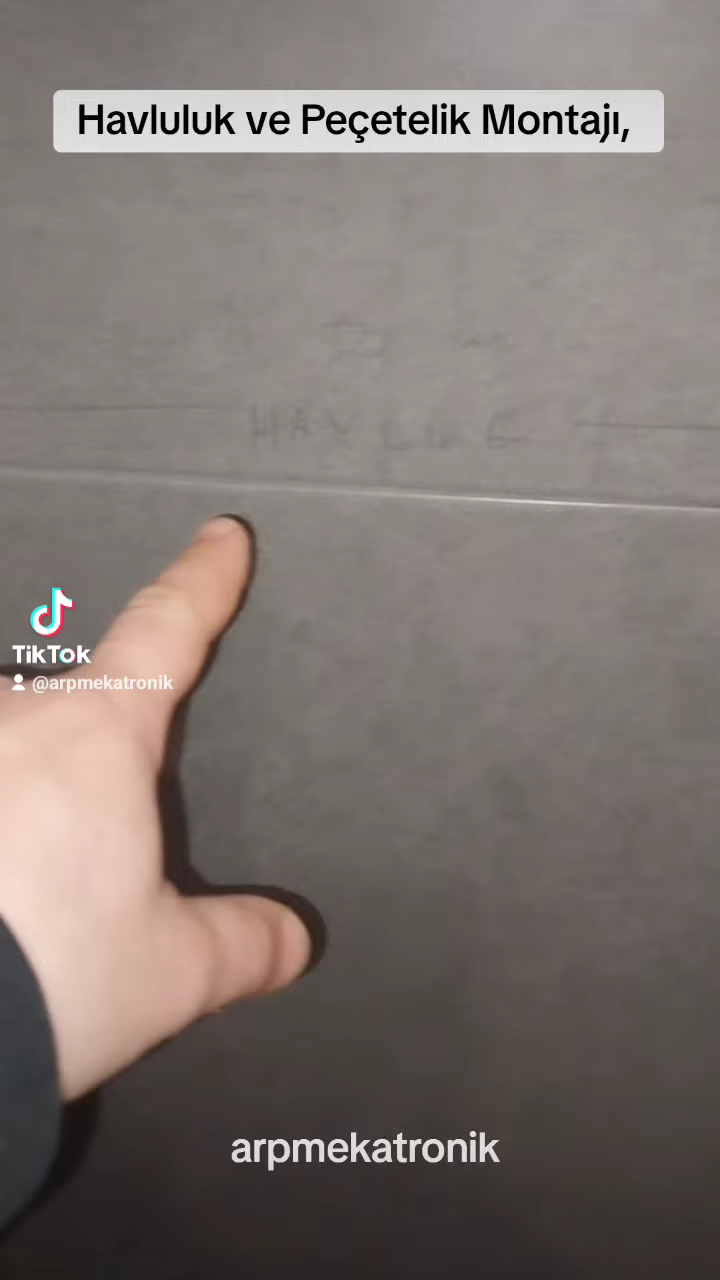 Havluluk ve Peçetelik Montajı,
TikTok
@arpmekatronik
arpmekatronik